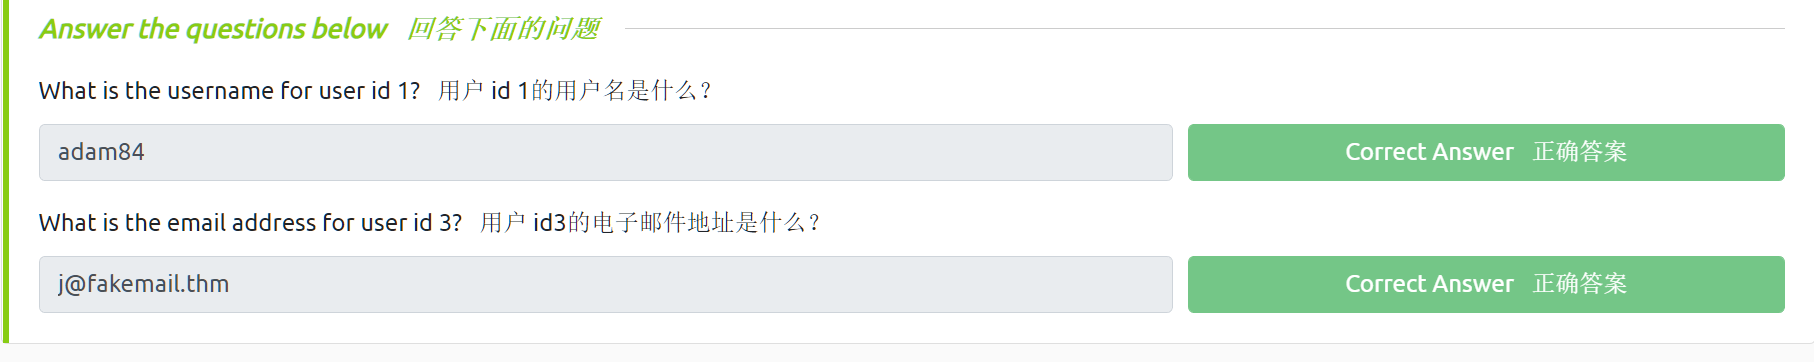 Answer the questions below 回答下面的问题
What is the username for user id 1? 用户 id 1的用户名是什么？
adam84
Correct Answer 正确答案
What is the email address for user id 3? 用户 id3的电子邮件地址是什么？
j@fakemail.thm
Correct Answer 正确答案